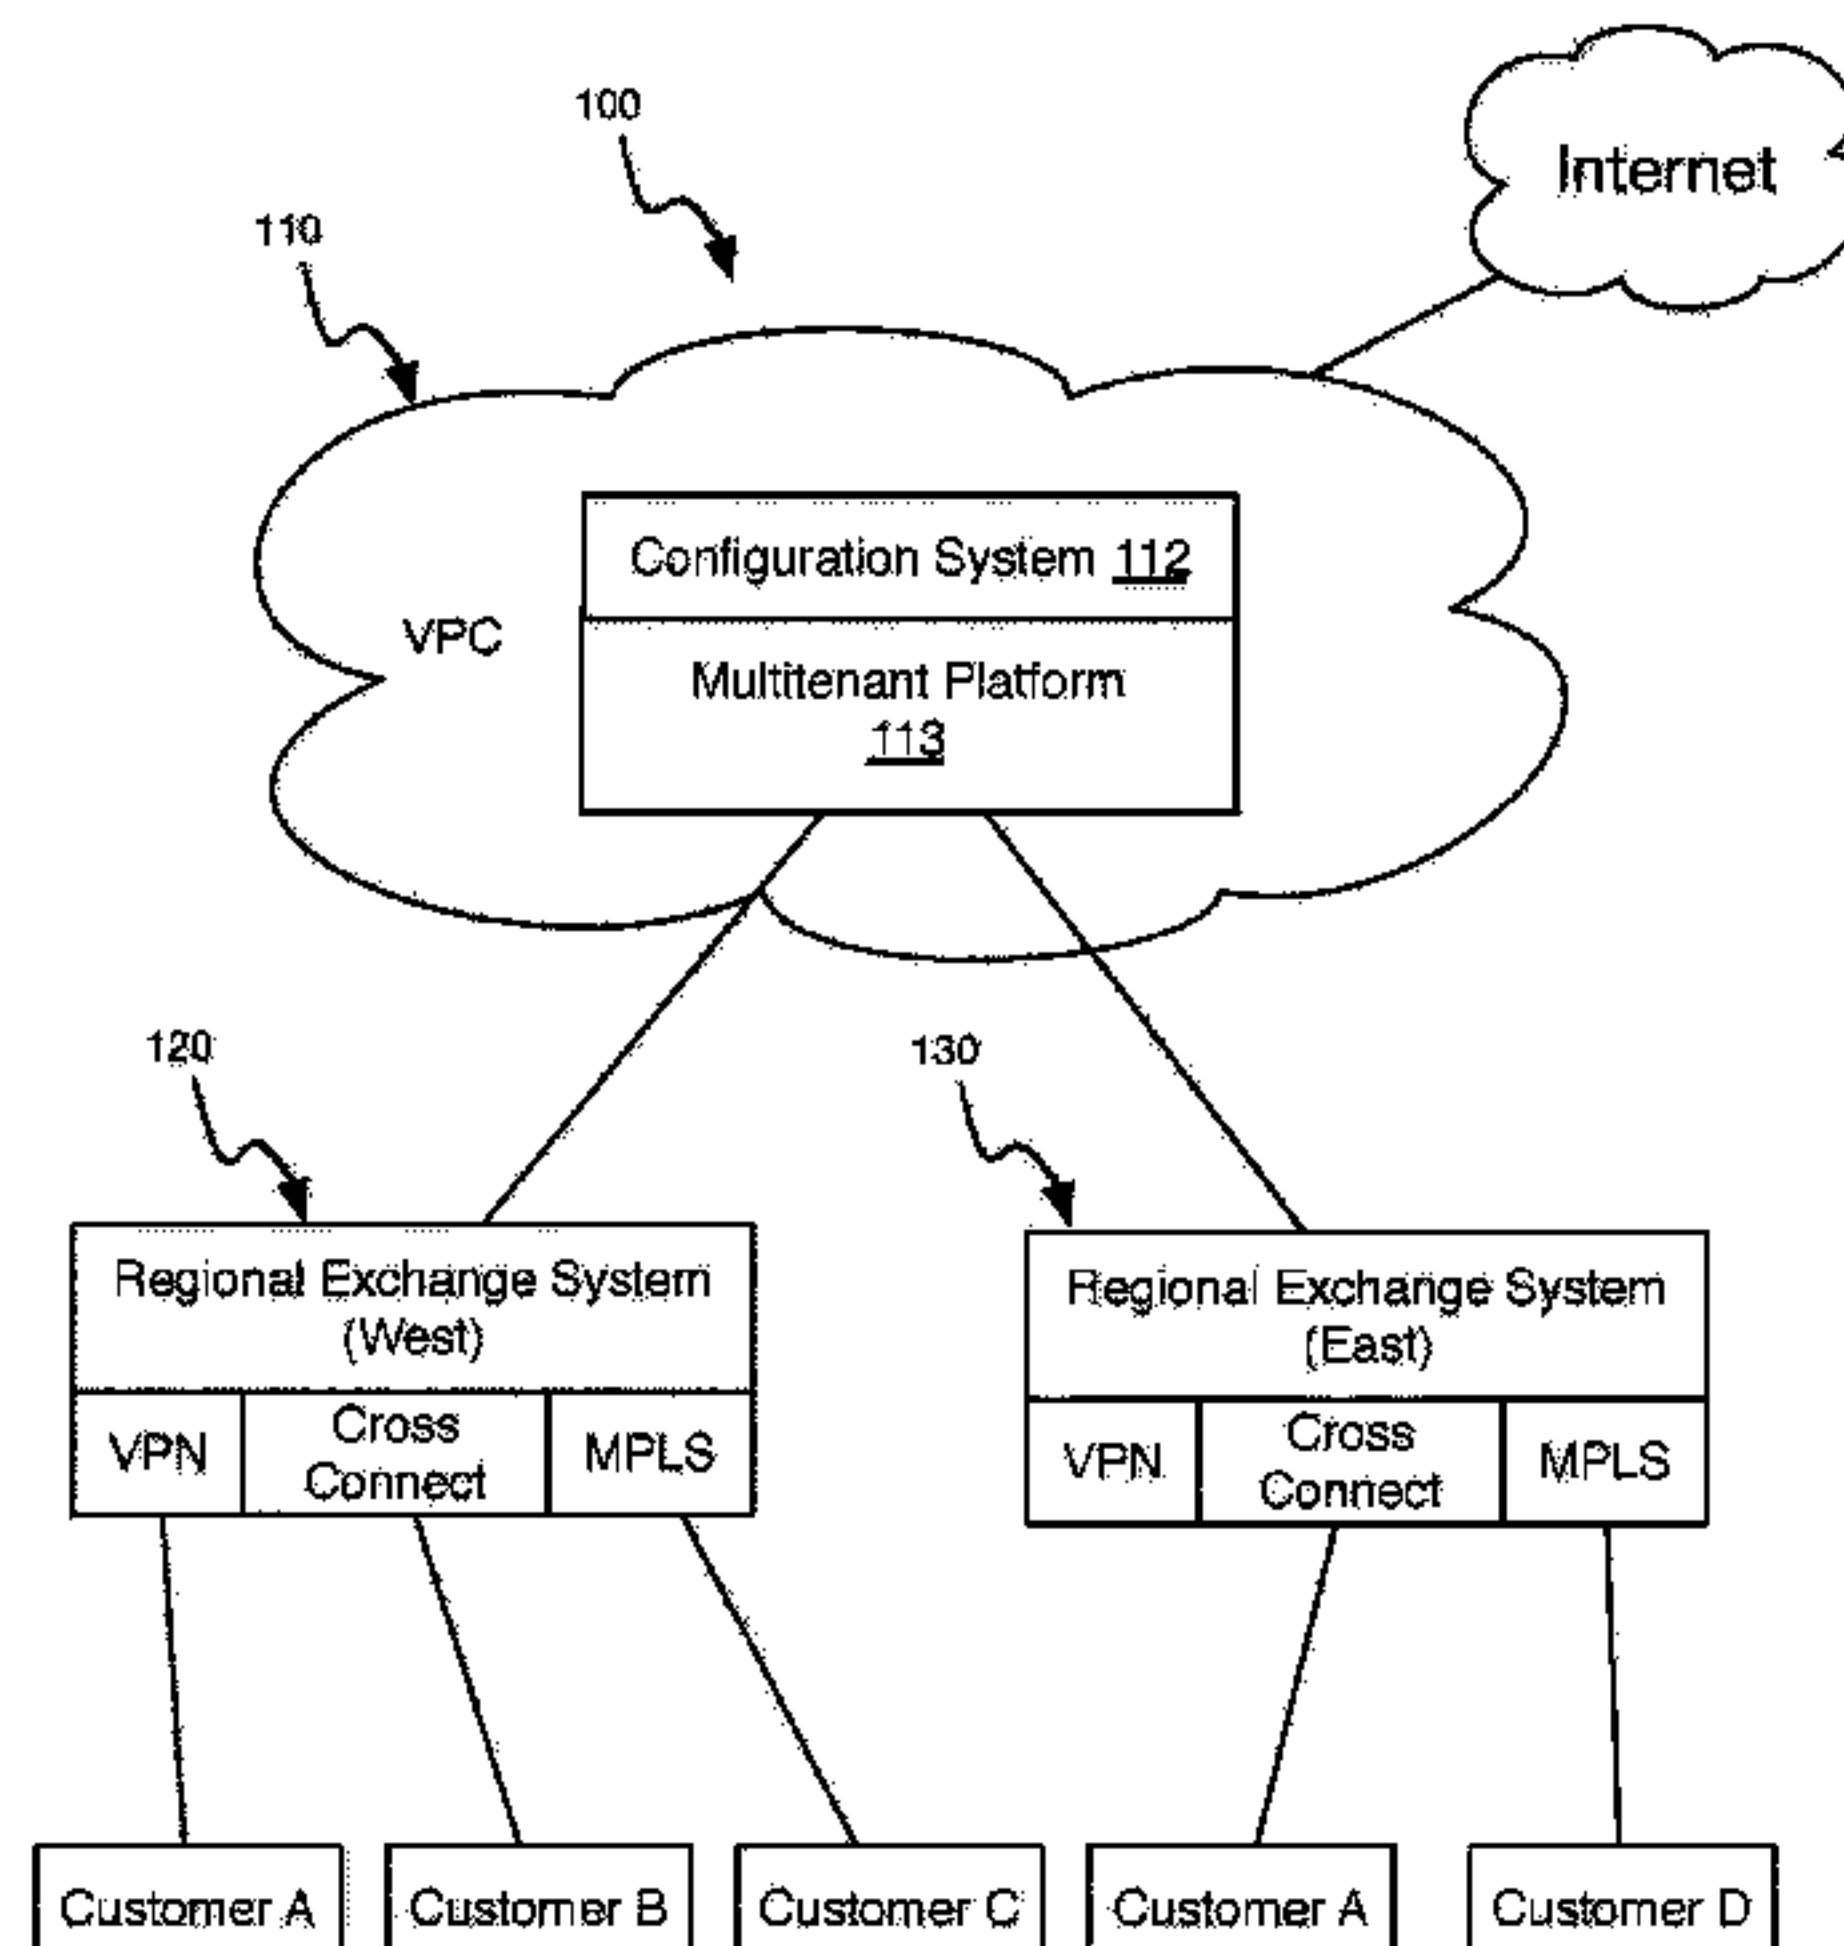 100
Internet
110
Configuration System 112
VPC
Multitenant Platform
113
120
130
Regional Exchange System
(West)
Regional Exchange System
(East)
VPN
Cross
Connect
MPLS
VPN
Cross
Connect
MPLS
Customer A
Customer B
Customer C
Customer A
Customer D